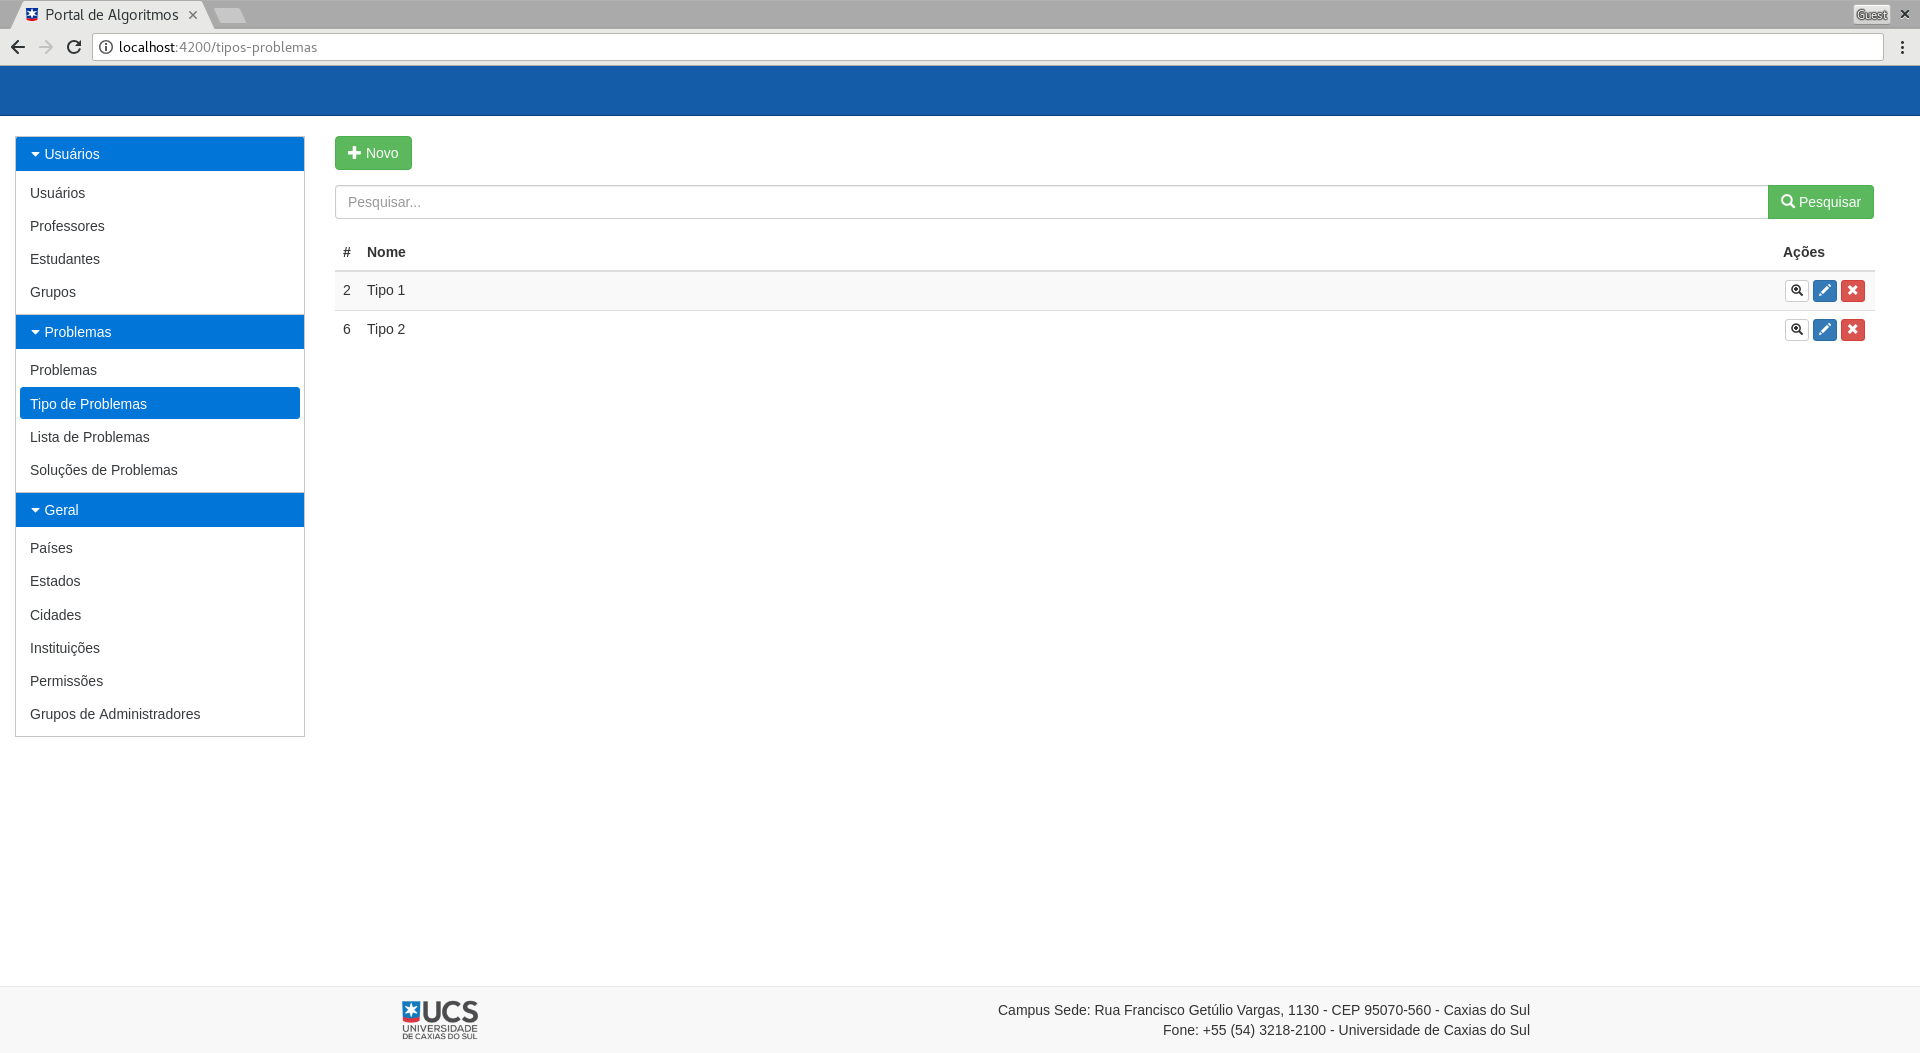 Portal de Algoritmos
Guest
localhost:4200/tipos-problemas
Usuários
Usuários
Professores
Estudantes
Grupos
Problemas
Problemas
Tipo de Problemas
Lista de Problemas
Soluções de Problemas
Geral
Países
Estados
Cidades
Instituições
Permissões
Grupos de Administradores
Novo
Pesquisar...
Pesquisar
# Nome Ações
2 Tipo 1
6 Tipo 2
UCS
UNIVERSIDADE
DE CAXIAS DO SUL
Campus Sede: Rua Francisco Getúlio Vargas, 1130 - CEP 95070-560 - Caxias do Sul
Fone: +55 (54) 3218-2100 - Universidade de Caxias do Sul